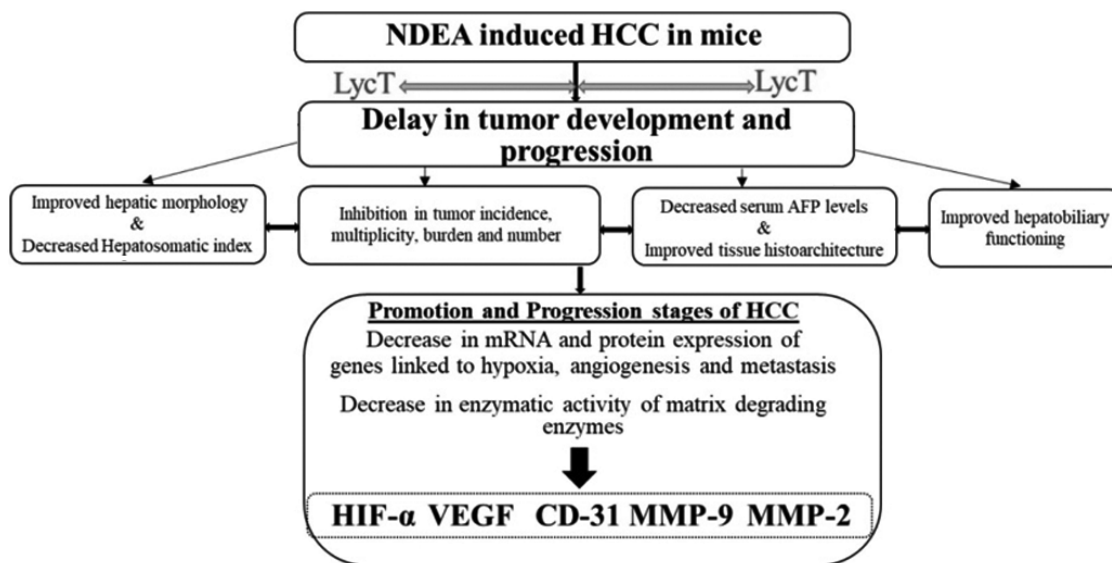 NDEA induced HCC in mice
LycT
LycT
Delay in tumor development and
progression
Improved hepatic morphology
&
Decreased Hepatosomatic index
Inhibition in tumor incidence,
multiplicity, burden and number
Decreased serum AFP levels
&
Improved tissue histoarchitecture
Improved hepatobiliary
functioning
Promotion and Progression stages of HCC
Decrease in mRNA and protein expression of
genes linked to hypoxia, angiogenesis and metastasis
Decrease in enzymatic activity of matrix degrading
enzymes
HIF-α VEGF CD-31 MMP-9 MMP-2